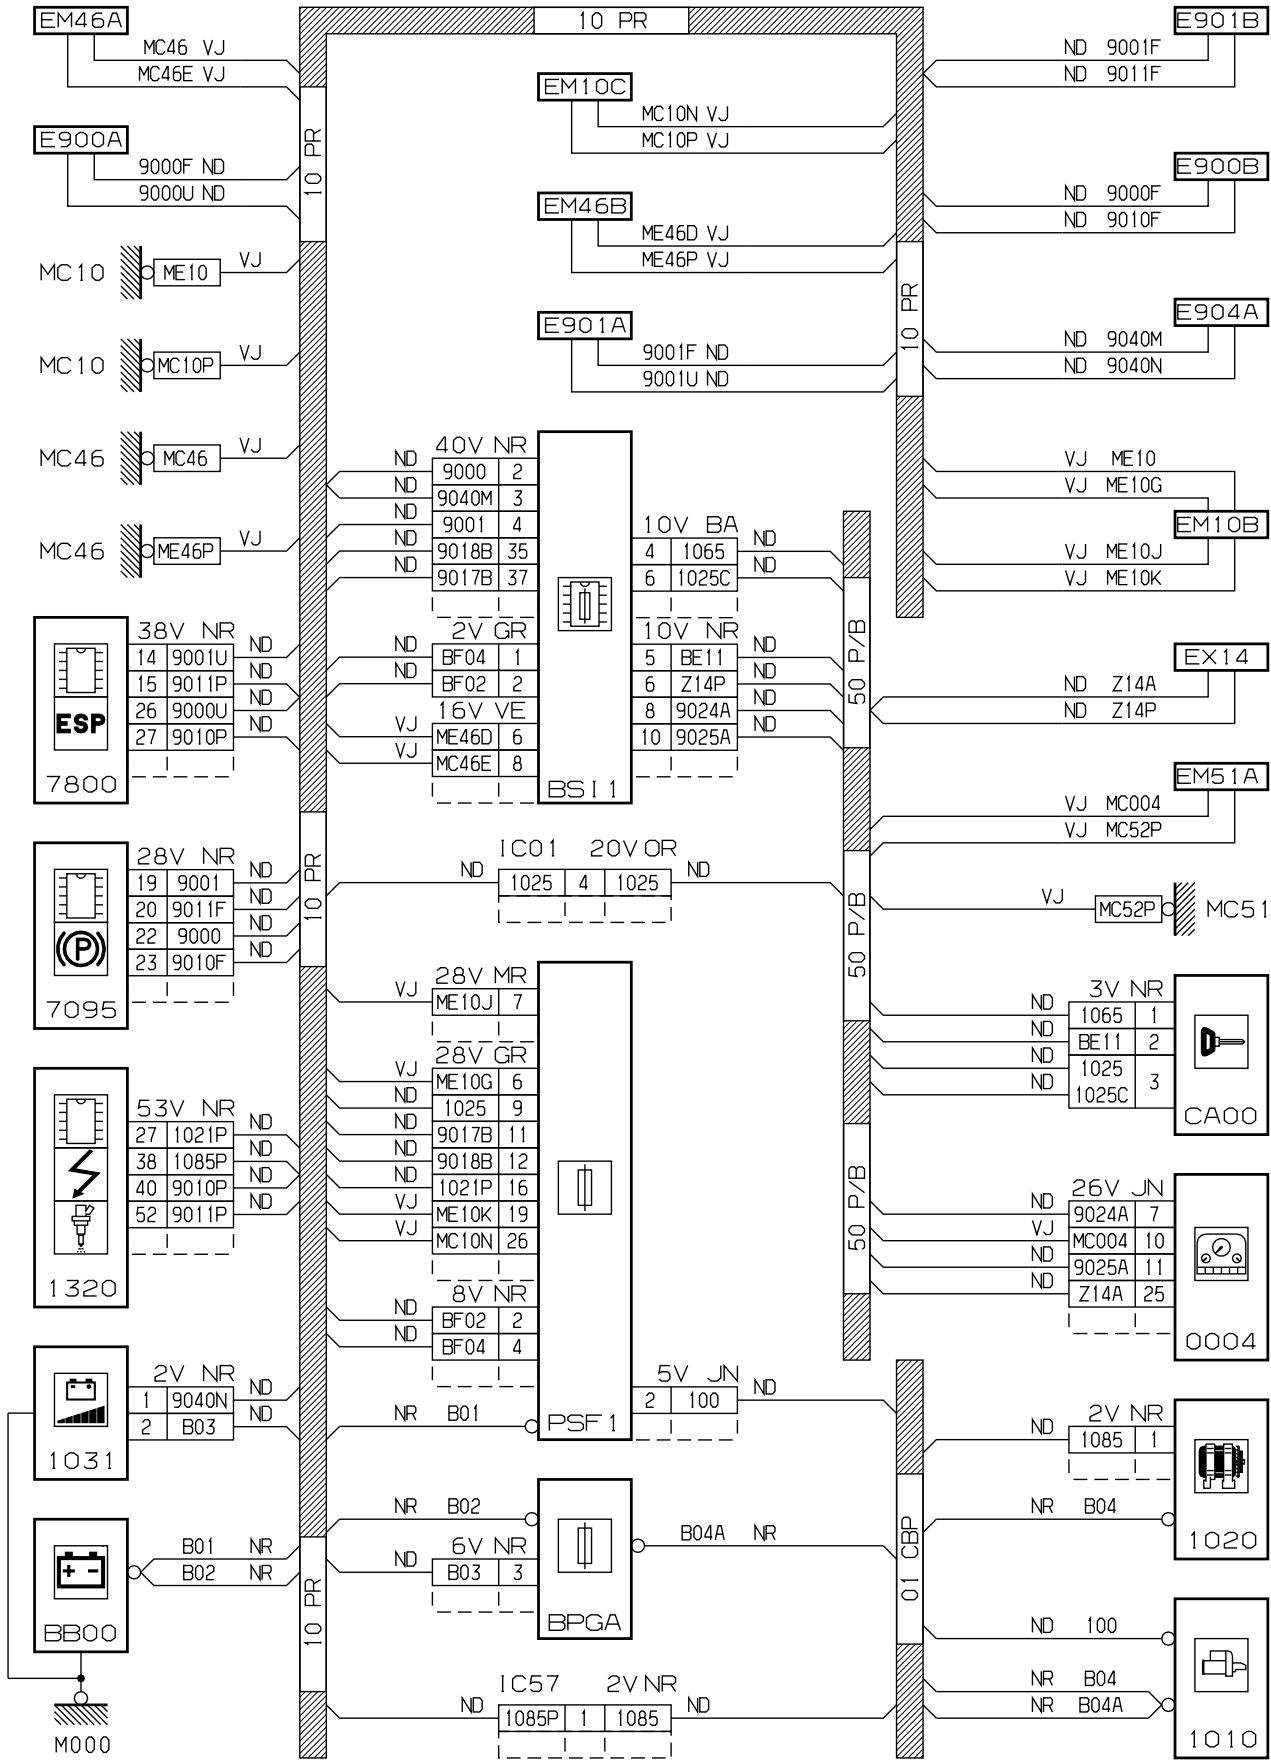 EM46A
MC46 VJ
MC46E VJ
E900A
9000F ND
9000U ND
MC10 ME10 VJ
MC10 MC10P VJ
MC46 MC46 VJ
MC46 ME46P VJ
38V NR
14 9001U ND
15 9011P ND
26 9000U ND
27 9010P ND
ESP
7800
28V NR
19 9001 ND
20 9011F ND
22 9000 ND
23 9010F ND
P
7095
53V NR
27 1021P ND
38 1085P ND
40 9010P ND
52 9011P ND
1320
2V NR
1 9040N ND
2 B03 ND
1031
B01 NR
B02 NR
+ -
BB00
M000
10 PR
10 PR
10 PR
10 PR
EM10C
MC10N VJ
MC10P VJ
EM46B
ME46D VJ
ME46P VJ
E901A
9001F ND
9001U ND
40V NR
ND 9000 2
ND 9040M 3
ND 9001 4
ND 9018B 35
ND 9017B 37
2V GR
ND BF04 1
ND BF02 2
16V VE
VJ ME46D 6
VJ MC46E 8
BSI1
10V BA
4 1065 ND
6 1025C ND
10V NR
5 BE11 ND
6 Z14P ND
8 9024A ND
10 9025A ND
IC01 20V OR
ND 1025 4 1025 ND
28V MR
VJ ME10J 7
28V GR
VJ ME10G 6
ND 1025 9
ND 9017B 11
ND 9018B 12
ND 1021P 16
VJ ME10K 19
VJ MC10N 26
8V NR
ND BF02 2
ND BF04 4
NR B01
PSF1
5V JN
2 100 ND
NR B02
6V NR
ND B03 3
BPGA
B04A NR
IC57 2V NR
ND 1085P 1 1085 ND
10 PR
50 P/B
50 P/B
50 P/B
01 CBP
E901B
ND 9001F
ND 9011F
E900B
ND 9000F
ND 9010F
E904A
ND 9040M
ND 9040N
VJ ME10
VJ ME10G
EM10B
VJ ME10J
VJ ME10K
EX14
ND Z14A
ND Z14P
EM51A
VJ MC004
VJ MC52P
VJ MC52P MC51
3V NR
ND 1065 1
ND BE11 2
ND 1025 3
ND 1025C
CA00
26V JN
ND 9024A 7
VJ MC004 10
ND 9025A 11
ND Z14A 25
0004
2V NR
ND 1085 1
NR B04
1020
ND 100
NR B04
NR B04A
1010